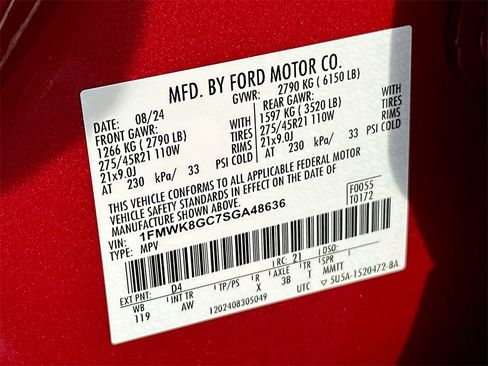 MFD. BY FORD MOTOR CO.
DATE: 08/24 GVWR: 2790 KG ( 6150 LB)
FRONT GAWR: REAR GAWR:
1266 KG ( 2790 LB) WITH 1597 KG ( 3520 LB) WITH
275/45R21 110W TIRES 275/45R21 110W TIRES
21x9.0J RIMS 21x9.0J RIMS
AT 230 kPa/ 33 PSI COLD AT 230 kPa/ 33 PSI COLD
THIS VEHICLE CONFORMS TO ALL APPLICABLE FEDERAL MOTOR
VEHICLE SAFETY STANDARDS IN EFFECT ON THE DATE OF
MANUFACTURE SHOWN ABOVE.
VIN: 1FMWK8GC7SGA48636 F0055
TYPE: MPV T0172
EXT PNT: D4 RC: 21 DSO:
WB INT TR TP/PS R AXLE TR SPR
119 AW X 3B T MMTT
1202408305049 UTC ▽ 5U5A-1520472-BA